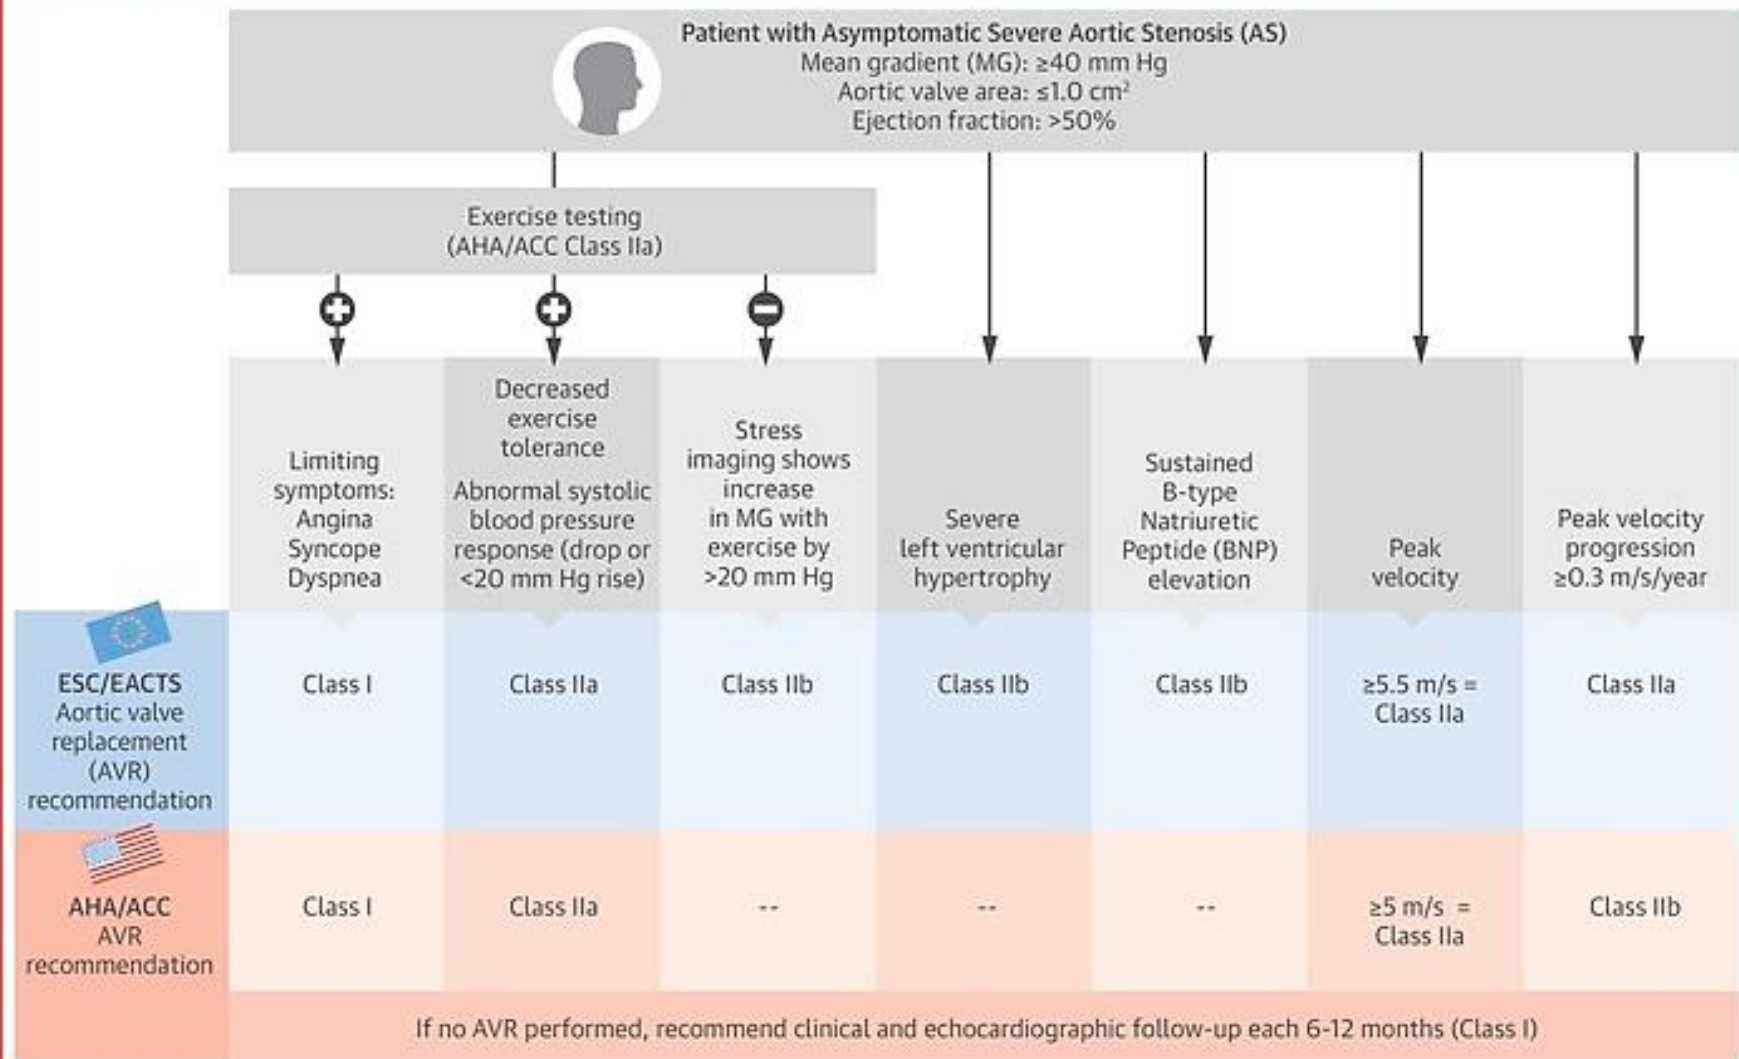 Patient with Asymptomatic Severe Aortic Stenosis (AS)
Mean gradient (MG): ≥40 mm Hg
Aortic valve area: ≤1.0 cm²
Ejection fraction: >50%
Exercise testing
(AHA/ACC Class IIa)
Limiting
symptoms:
Angina
Syncope
Dyspnea
Decreased
exercise
tolerance
Abnormal systolic
blood pressure
response (drop or
<20 mm Hg rise)
Stress
imaging shows
increase
in MG with
exercise by
>20 mm Hg
Severe
left ventricular
hypertrophy
Sustained
B-type
Natriuretic
Peptide (BNP)
elevation
Peak
velocity
Peak velocity
progression
≥0.3 m/s/year
ESC/EACTS
Aortic valve
replacement
(AVR)
recommendation
Class I
Class IIa
Class IIb
Class IIb
Class IIb
≥5.5 m/s =
Class IIa
Class IIa
AHA/ACC
AVR
recommendation
Class I
Class IIa
--
--
--
≥5 m/s =
Class IIa
Class IIb
If no AVR performed, recommend clinical and echocardiographic follow-up each 6-12 months (Class I)